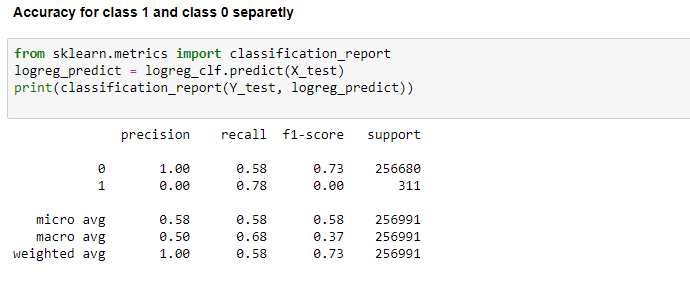 Accuracy for class 1 and class 0 separetly
from sklearn.metrics import classification_report
logreg_predict = logreg_clf.predict(X_test)
print(classification_report(Y_test, logreg_predict))
precision recall f1-score support
0 1.00 0.58 0.73 256680
1 0.00 0.78 0.00 311
micro avg 0.58 0.58 0.58 256991
macro avg 0.50 0.68 0.37 256991
weighted avg 1.00 0.58 0.73 256991